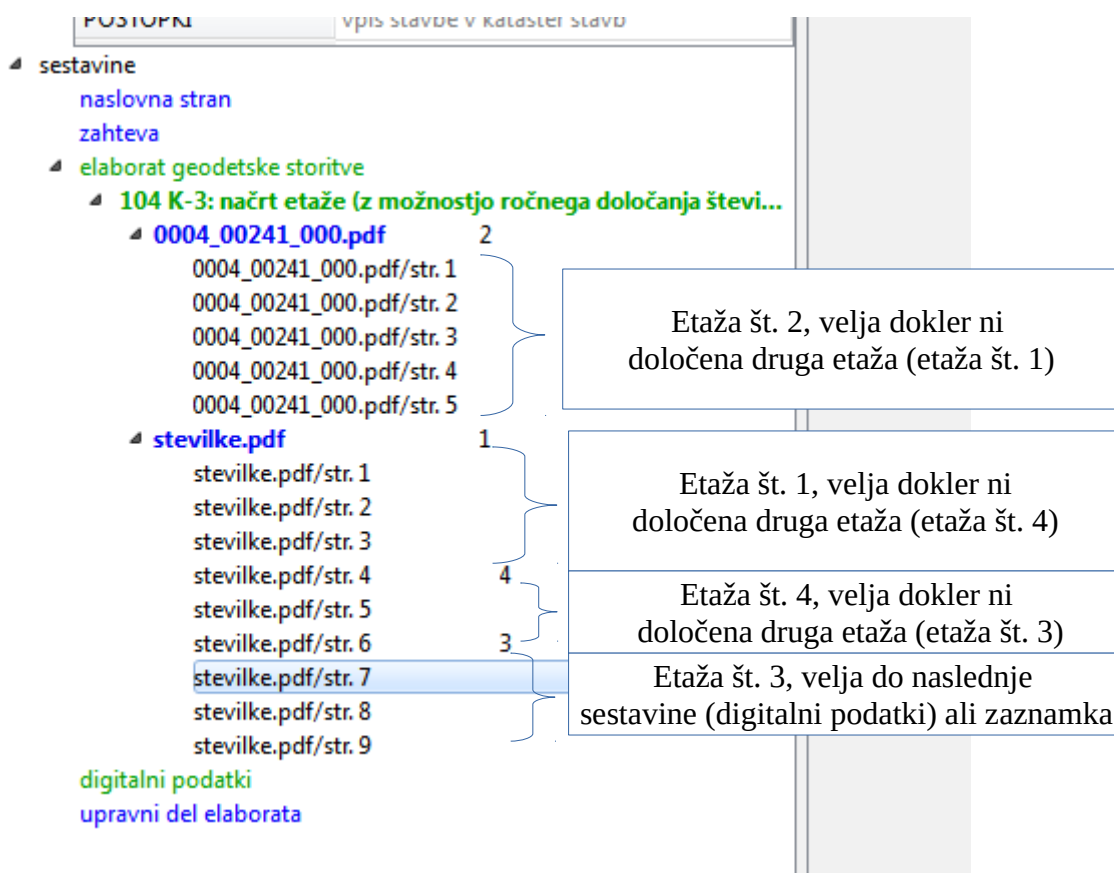 POSTOPKI vpis stavbe v kataster stavb
sestavine
naslovna stran
zahteva
elaborat geodetske storitve
104 K-3: načrt etaže (z možnostjo ročnega določanja števi...
0004_00241_000.pdf 2
0004_00241_000.pdf/str. 1
0004_00241_000.pdf/str. 2
0004_00241_000.pdf/str. 3
0004_00241_000.pdf/str. 4
0004_00241_000.pdf/str. 5
Etaža št. 2, velja dokler ni
določena druga etaža (etaža št. 1)
stevilke.pdf 1
stevilke.pdf/str. 1
stevilke.pdf/str. 2
stevilke.pdf/str. 3
Etaža št. 1, velja dokler ni
določena druga etaža (etaža št. 4)
stevilke.pdf/str. 4 4
stevilke.pdf/str. 5
stevilke.pdf/str. 6 3
Etaža št. 4, velja dokler ni
določena druga etaža (etaža št. 3)
stevilke.pdf/str. 7
stevilke.pdf/str. 8
stevilke.pdf/str. 9
Etaža št. 3, velja do naslednje
sestavine (digitalni podatki) ali zaznamka
digitalni podatki
upravni del elaborata